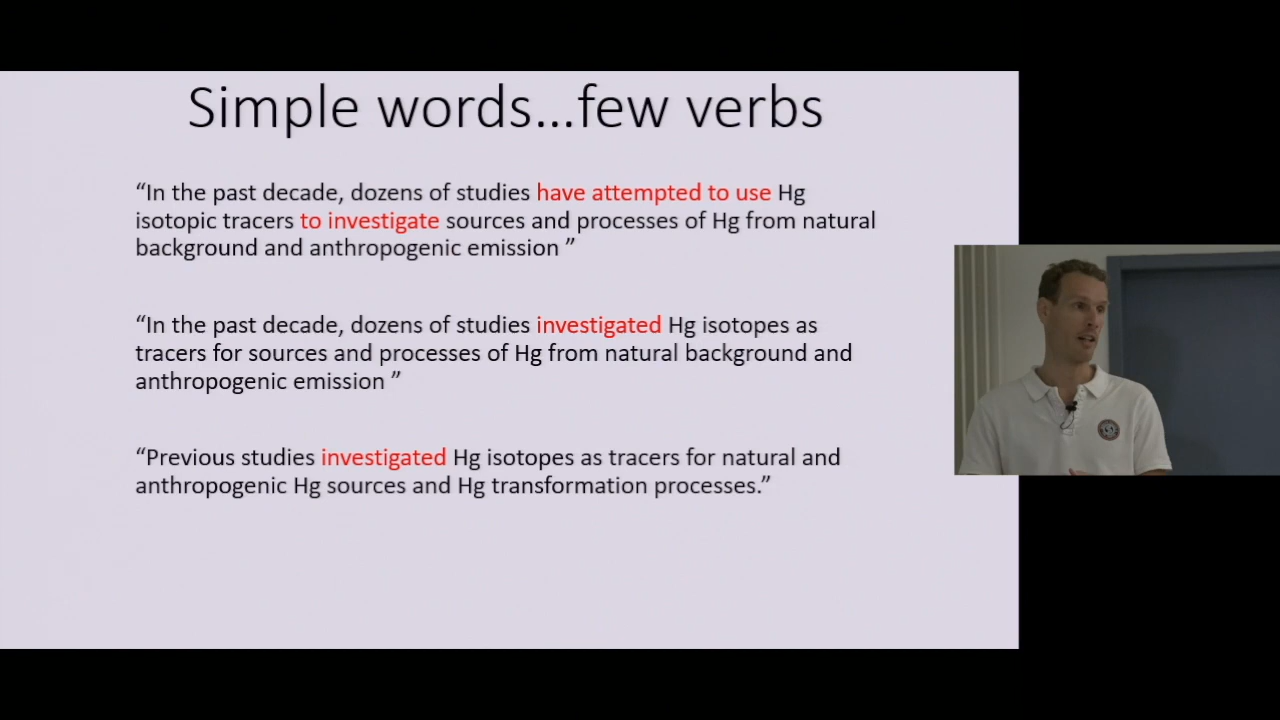 Simple words...few verbs
“In the past decade, dozens of studies have attempted to use Hg
isotopic tracers to investigate sources and processes of Hg from natural
background and anthropogenic emission ”
“In the past decade, dozens of studies investigated Hg isotopes as
tracers for sources and processes of Hg from natural background and
anthropogenic emission ”
“Previous studies investigated Hg isotopes as tracers for natural and
anthropogenic Hg sources and Hg transformation processes.”